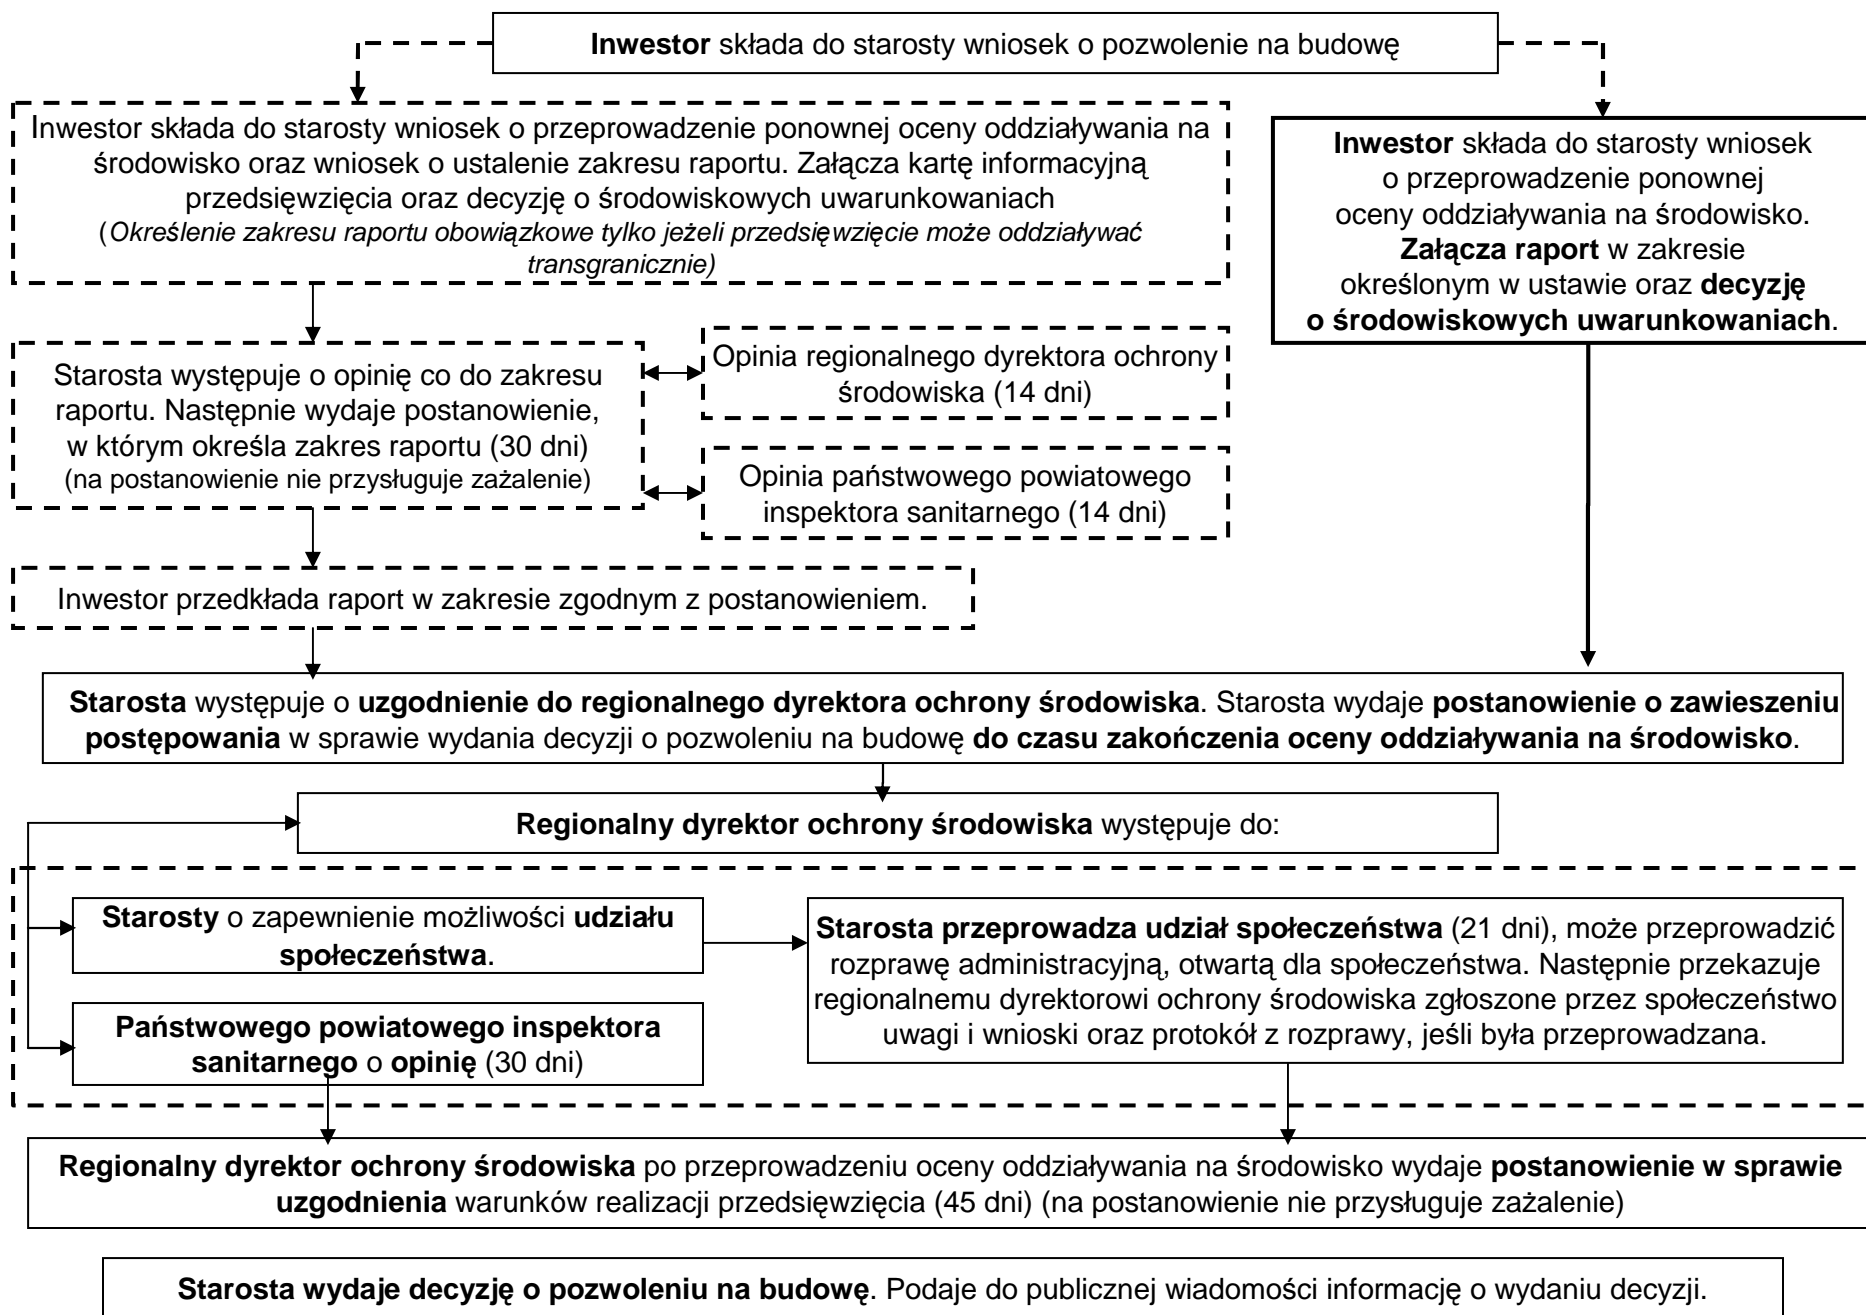 Inwestor składa do starosty wniosek o pozwolenie na budowę
Inwestor składa do starosty wniosek o przeprowadzenie ponownej oceny oddziaływania na
środowisko oraz wniosek o ustalenie zakresu raportu. Załącza kartę informacyjną
przedsięwzięcia oraz decyzję o środowiskowych uwarunkowaniach
(Określenie zakresu raportu obowiązkowe tylko jeżeli przedsięwzięcie może oddziaływać
transgranicznie)
Inwestor składa do starosty wniosek
o przeprowadzenie ponownej
oceny oddziaływania na środowisko.
Załącza raport w zakresie
określonym w ustawie oraz decyzję
o środowiskowych uwarunkowaniach.
Starosta występuje o opinię co do zakresu
raportu. Następnie wydaje postanowienie,
w którym określa zakres raportu (30 dni)
(na postanowienie nie przysługuje zażalenie)
Opinia regionalnego dyrektora ochrony
środowiska (14 dni)
Opinia państwowego powiatowego
inspektora sanitarnego (14 dni)
Inwestor przedkłada raport w zakresie zgodnym z postanowieniem.
Starosta występuje o uzgodnienie do regionalnego dyrektora ochrony środowiska. Starosta wydaje postanowienie o zawieszeniu
postępowania w sprawie wydania decyzji o pozwoleniu na budowę do czasu zakończenia oceny oddziaływania na środowisko.
Regionalny dyrektor ochrony środowiska występuje do:
Starosty o zapewnienie możliwości udziału
społeczeństwa.
Państwowego powiatowego inspektora
sanitarnego o opinię (30 dni)
Starosta przeprowadza udział społeczeństwa (21 dni), może przeprowadzić
rozprawę administracyjną, otwartą dla społeczeństwa. Następnie przekazuje
regionalnemu dyrektorowi ochrony środowiska zgłoszone przez społeczeństwo
uwagi i wnioski oraz protokół z rozprawy, jeśli była przeprowadzana.
Regionalny dyrektor ochrony środowiska po przeprowadzeniu oceny oddziaływania na środowisko wydaje postanowienie w sprawie
uzgodnienia warunków realizacji przedsięwzięcia (45 dni) (na postanowienie nie przysługuje zażalenie)
Starosta wydaje decyzję o pozwoleniu na budowę. Podaje do publicznej wiadomości informację o wydaniu decyzji.